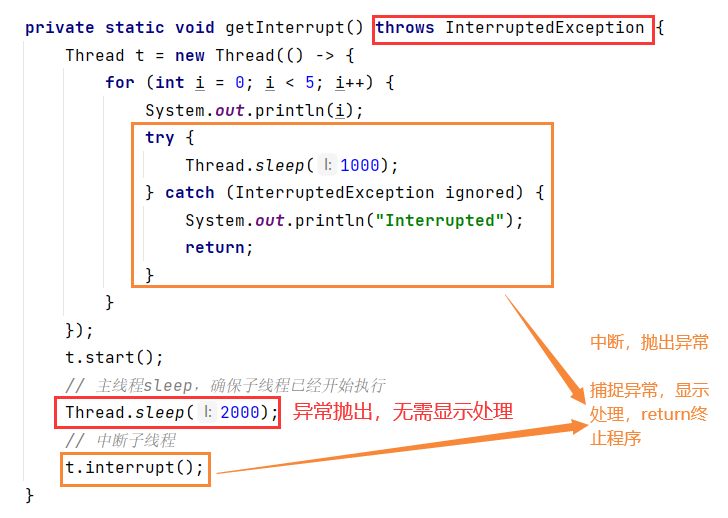 private static void getInterrupt() throws InterruptedException {
Thread t = new Thread(() -> {
for (int i = 0; i < 5; i++) {
System.out.println(i);
try {
Thread.sleep( l: 1000);
} catch (InterruptedException ignored) {
System.out.println("Interrupted");
return;
}
}
});
t.start();
// 主线程sleep，确保子线程已经开始执行
Thread.sleep( l: 2000);
异常抛出，无需显示处理
// 中断子线程
t.interrupt();
}
中断，抛出异常
捕捉异常，显示
处理，return终
止程序